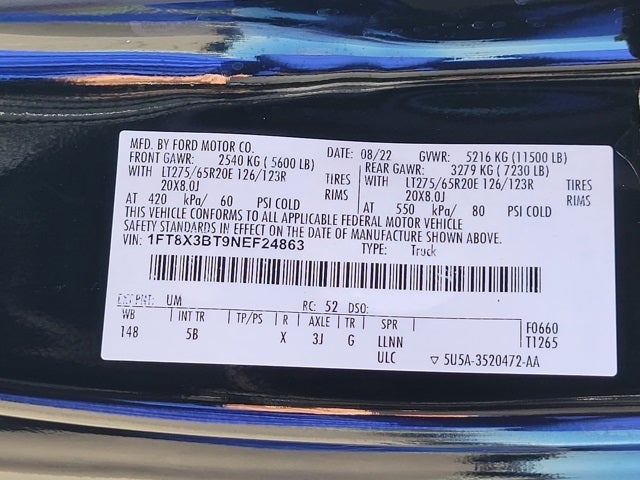 MFD. BY FORD MOTOR CO. DATE: 08/22 GVWR: 5216 KG (11500 LB)
FRONT GAWR: 2540 KG (5600 LB) REAR GAWR: 3279 KG (7230 LB)
WITH LT275/65R20E 126/123R TIRES WITH LT275/65R20E 126/123R TIRES
20X8.0J RIMS 20X8.0J RIMS
AT 420 kPa/ 60 PSI COLD AT 550 kPa/ 80 PSI COLD
THIS VEHICLE CONFORMS TO ALL APPLICABLE FEDERAL MOTOR VEHICLE
SAFETY STANDARDS IN EFFECT ON THE DATE OF MANUFACTURE SHOWN ABOVE.
VIN: 1FT8X3BT9NEF24863 TYPE: Truck
EXT PNT: UM RC: 52 DSO:
WB INT TR TP/PS R AXLE TR SPR F0660
148 5B X 3J G LLNN T1265
ULC ▽ 5U5A-3520472-AA